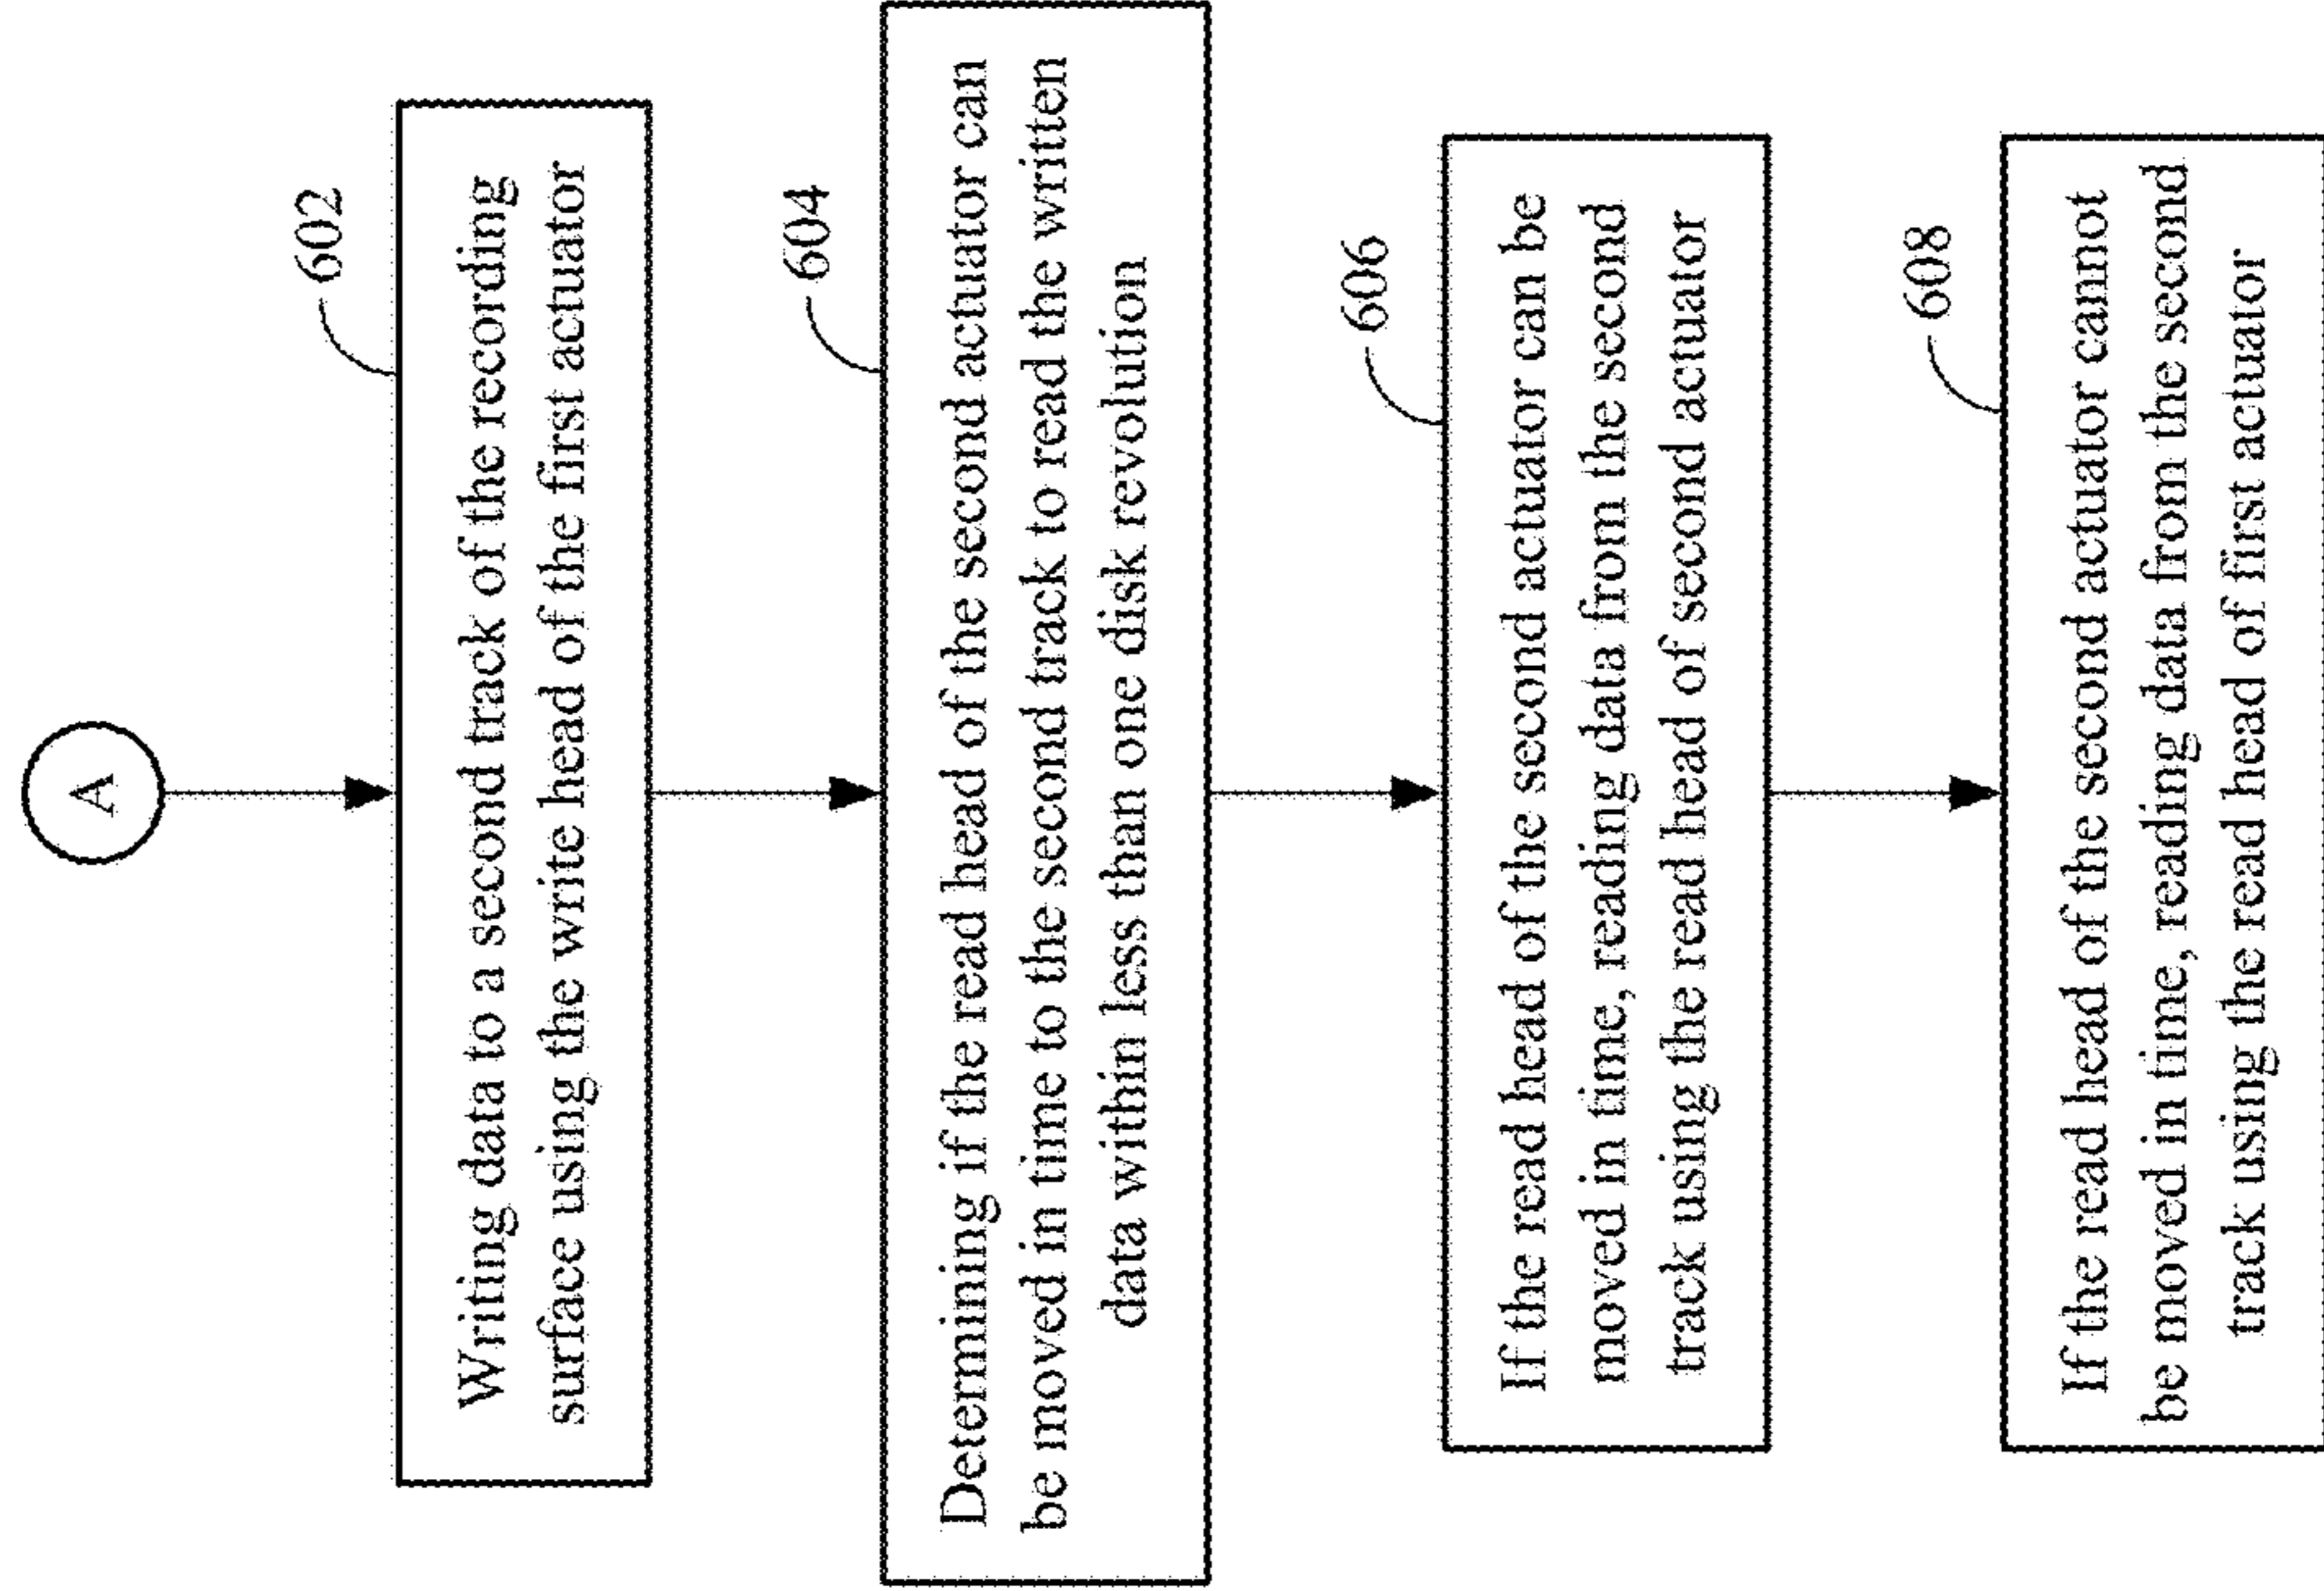 A
602
Writing data to a second track of the recording
surface using the write head of the first actuator
604
Determining if the read head of the second actuator can
be moved in time to the second track to read the written
data within less than one disk revolution
606
If the read head of the second actuator can be
moved in time, reading data from the second
track using the read head of second actuator
608
If the read head of the second actuator cannot
be moved in time, reading data from the second
track using the read head of first actuator